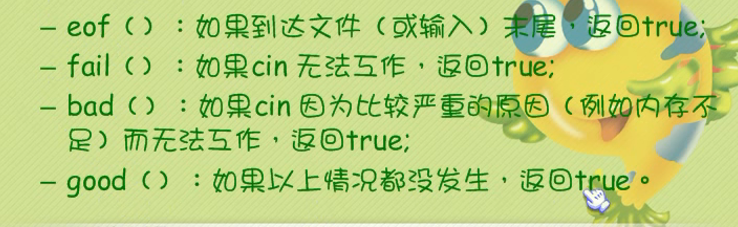 – eof（）：如果到达文件（或输入）末尾，返回true;
– fail（）：如果cin 无法工作，返回true;
– bad（）：如果cin 因为比较严重的原因（例如内存不
足）而无法工作，返回true;
– good（）：如果以上情况都没发生，返回true。